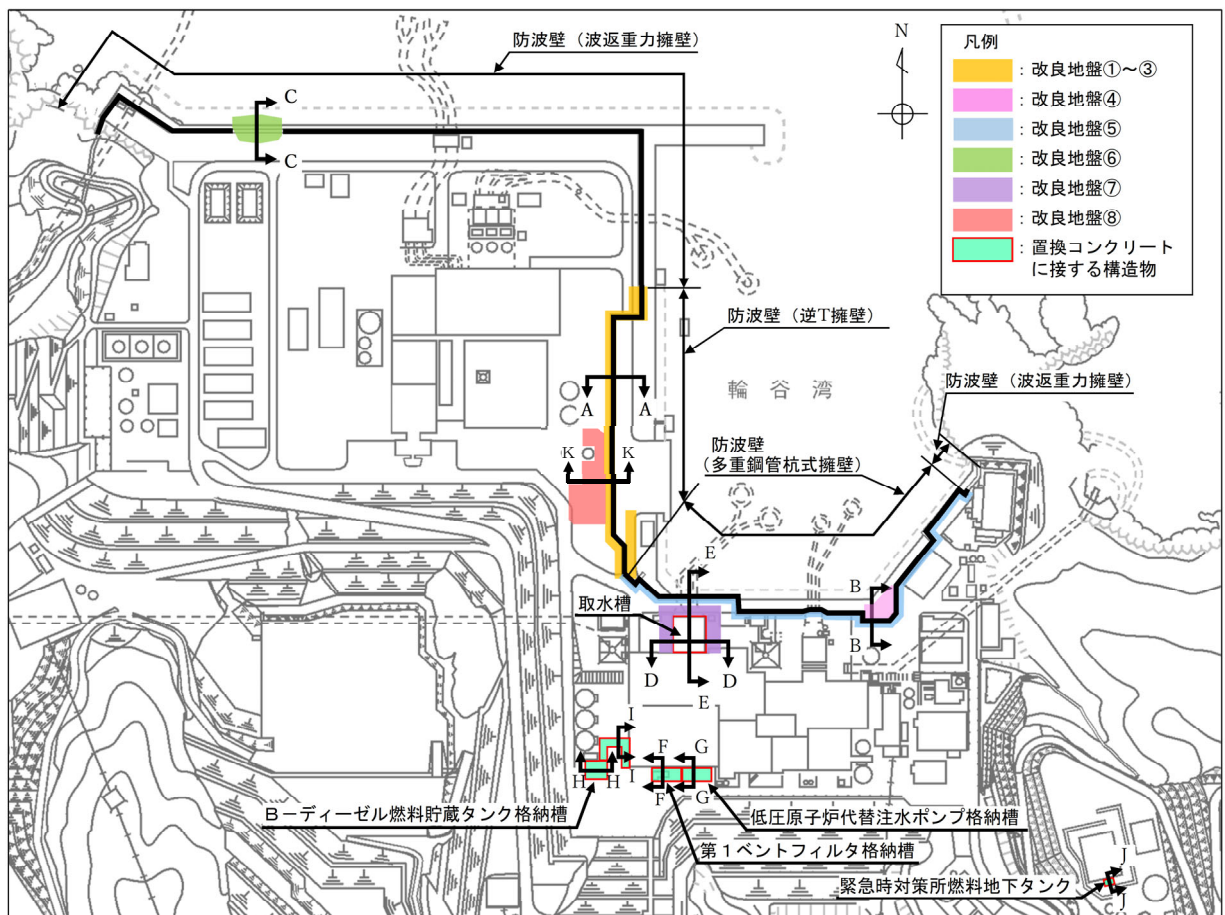 防波壁（波返重力擁壁）
N
凡例
：改良地盤①～③
：改良地盤④
：改良地盤⑤
：改良地盤⑥
：改良地盤⑦
：改良地盤⑧
：置換コンクリート
に接する構造物
C
C
防波壁（逆T擁壁）
輪谷湾
防波壁（波返重力擁壁）
A
A
防波壁
（多重鋼管杭式擁壁）
K
K
E
B
取水槽
B
D
D
E
I
F
G
H
H
I
F
G
B－ディーゼル燃料貯蔵タンク格納槽
低圧原子炉代替注水ポンプ格納槽
第１ベントフィルタ格納槽
J
緊急時対策所燃料地下タンク
J